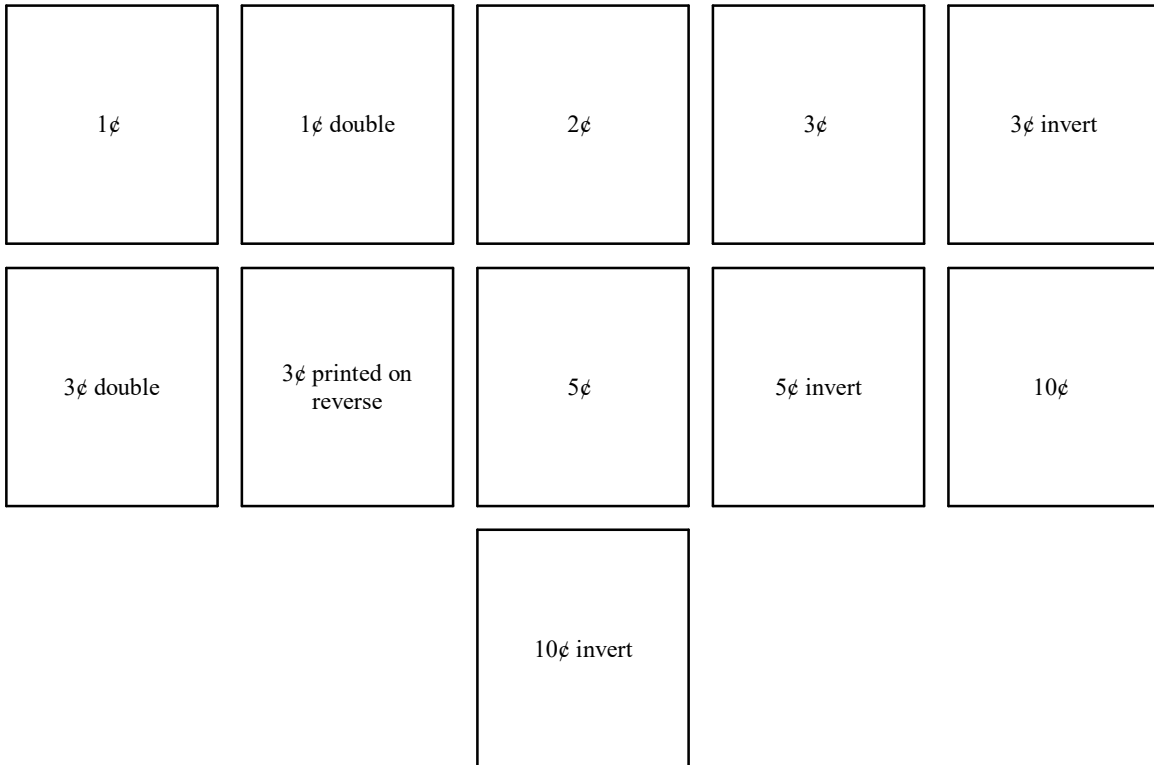 1¢
1¢ double
2¢
3¢
3¢ invert
3¢ double
3¢ printed on
reverse
5¢
5¢ invert
10¢
10¢ invert